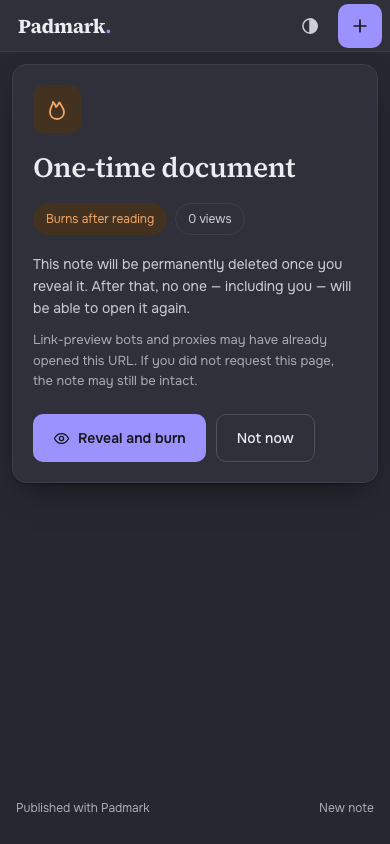 Padmark.
One-time document
Burns after reading
0 views
This note will be permanently deleted once you
reveal it. After that, no one — including you — will
be able to open it again.
Link-preview bots and proxies may have already
opened this URL. If you did not request this page,
the note may still be intact.
Reveal and burn
Not now
Published with Padmark
New note